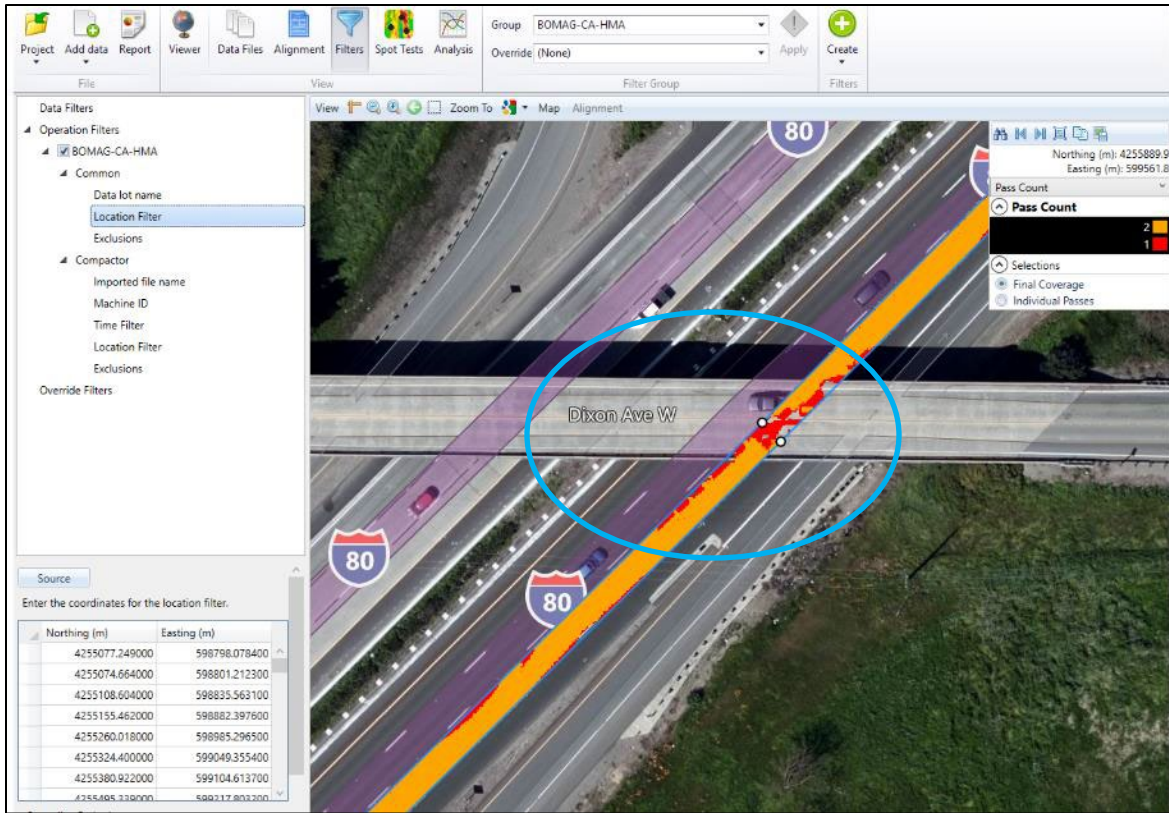 Project
Add data
Report
Viewer
Data Files
Alignment
Filters
Spot Tests
Analysis
Group
BOMAG-CA-HMA
Override
(None)
Apply
Create
File
View
Filter Group
Filters
Data Filters
Operation Filters
BOMAG-CA-HMA
Common
Data lot name
Location Filter
Exclusions
Compactor
Imported file name
Machine ID
Time Filter
Location Filter
Exclusions
Override Filters
View Zoom To Map Alignment
80
Northing (m): 4255889.9
Easting (m): 599561.8
Pass Count
Pass Count
2
1
Selections
Final Coverage
Individual Passes
Dixon Ave W
80
80
Source
Enter the coordinates for the location filter.
Northing (m) Easting (m)
4255077.249000 598798.078400
4255074.664000 598801.212300
4255108.604000 598835.563100
4255155.462000 598882.397600
4255260.018000 598985.296500
4255324.400000 599049.355400
4255380.922000 599104.613700
4255495.339000 599217.803200